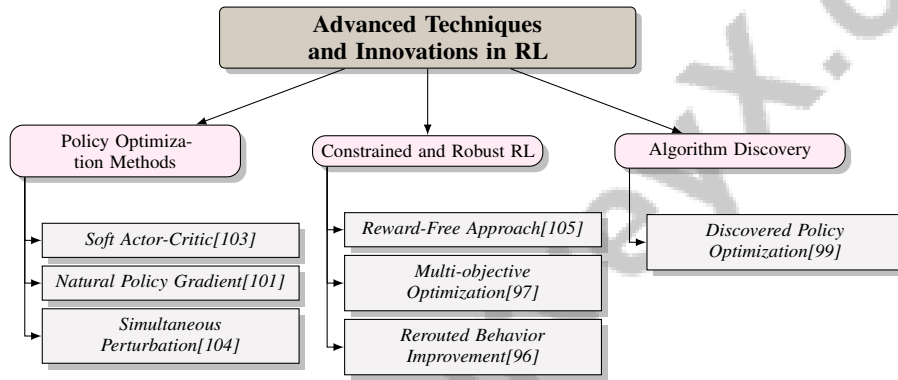 Advanced Techniques
and Innovations in RL
Policy Optimiza-
tion Methods
Constrained and Robust RL
Algorithm Discovery
Soft Actor-Critic[103]
Natural Policy Gradient[101]
Simultaneous
Perturbation[104]
Reward-Free Approach[105]
Multi-objective
Optimization[97]
Rerouted Behavior
Improvement[96]
Discovered Policy
Optimization[99]